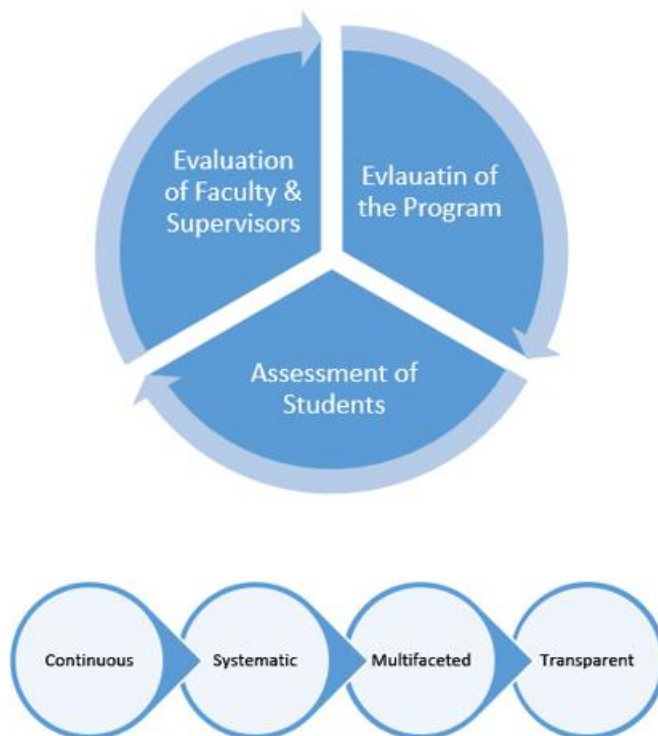 Evaluation
of Faculty &
Supervisors
Evlauatin of
the Program
Assessment of
Students
Continuous
Systematic
Multifaceted
Transparent